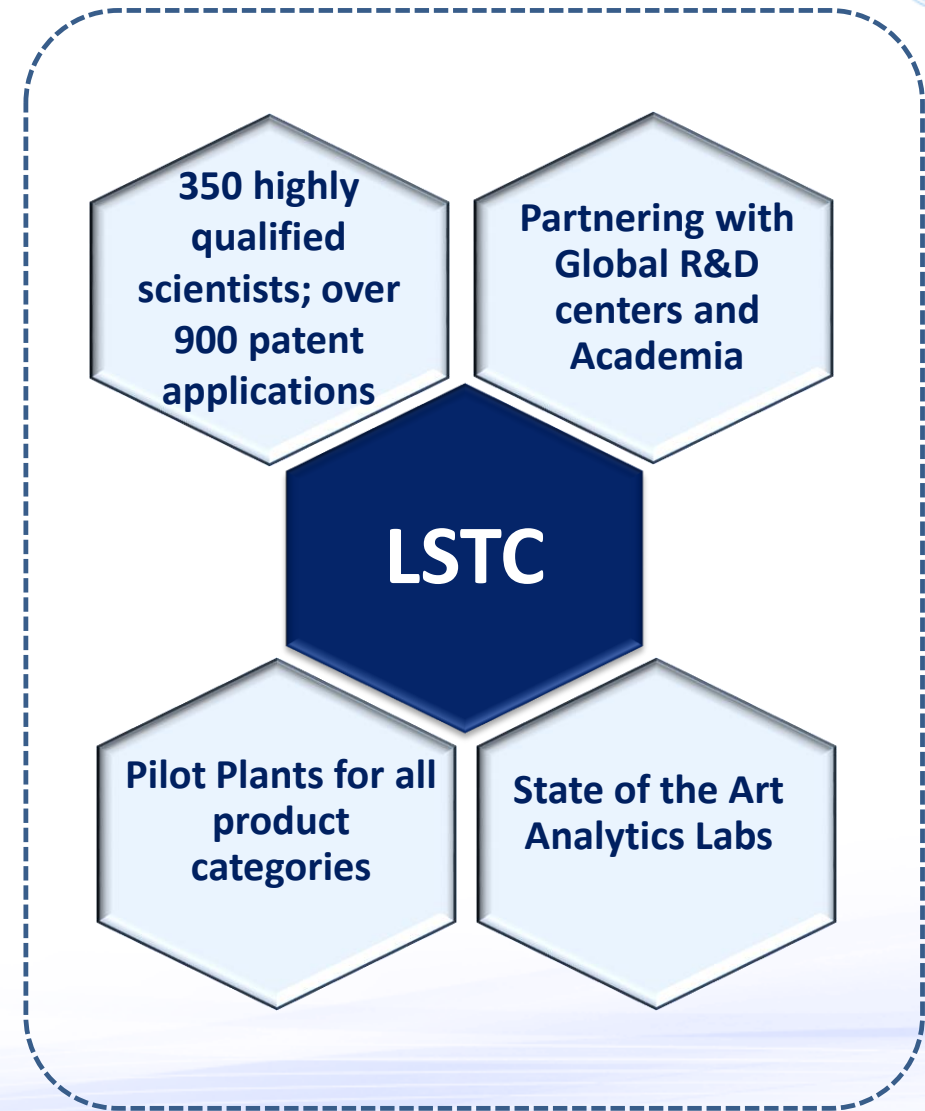 350 highly
qualified
scientists; over
900 patent
applications
Partnering with
Global R&D
centers and
Academia
LSTC
Pilot Plants for all
product
categories
State of the Art
Analytics Labs